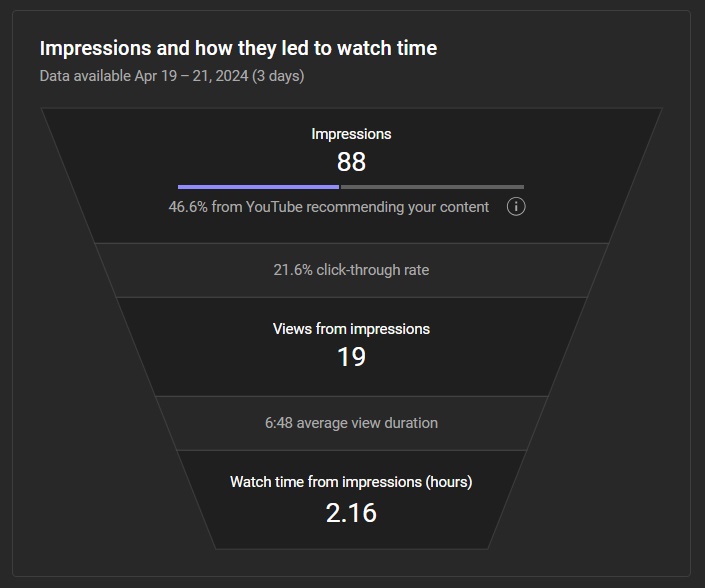 Impressions and how they led to watch time
Data available Apr 19 – 21, 2024 (3 days)
Impressions
88
46.6% from YouTube recommending your content
21.6% click-through rate
Views from impressions
19
6:48 average view duration
Watch time from impressions (hours)
2.16